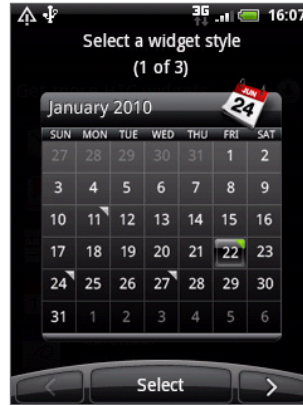 3G 16:07
Select a widget style
(1 of 3)
January 2010
JUN
24
SUN MON TUE WED THU FRI SAT
27 28 29 30 31 1 2
3 4 5 6 7 8 9
10 11 12 13 14 15 16
17 18 19 20 21 22 23
24 25 26 27 28 29 30
31 1 2 3 4 5 6
Select